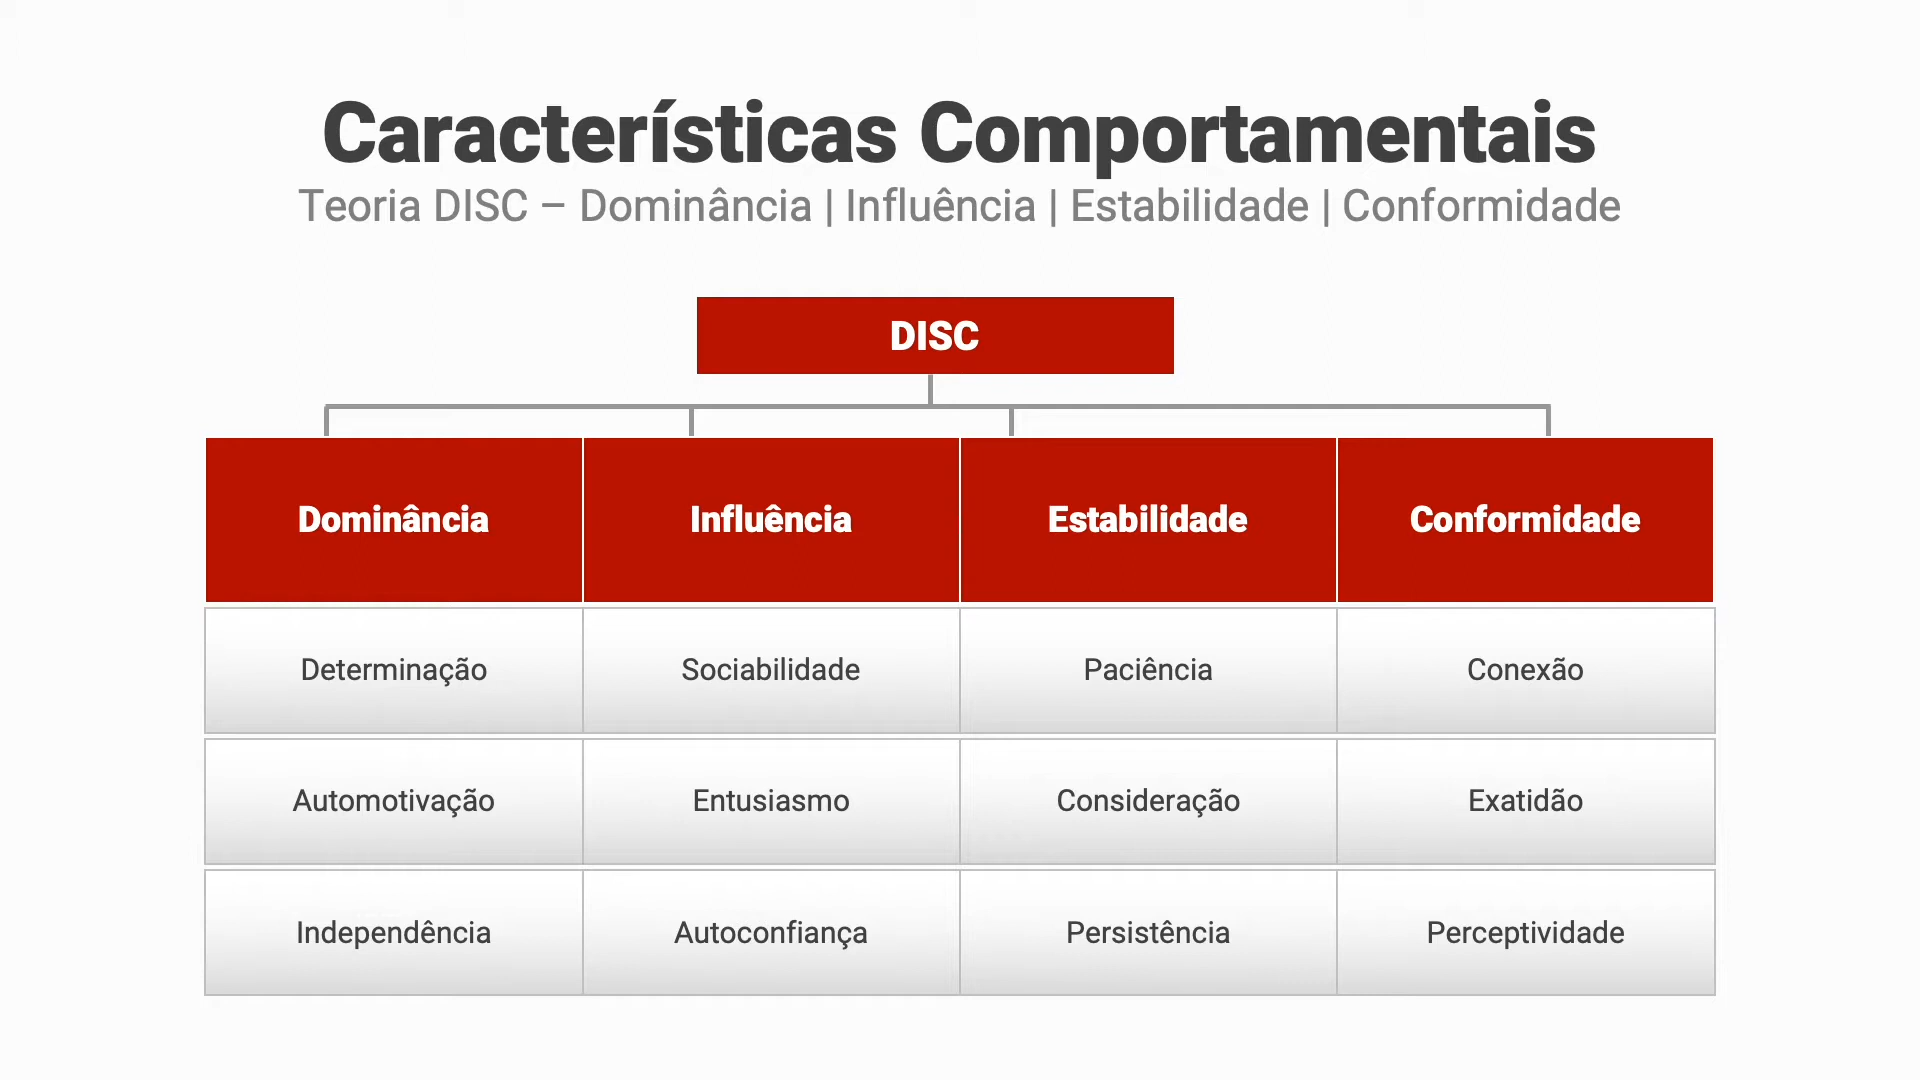 Características Comportamentais
Teoria DISC – Dominância | Influência | Estabilidade | Conformidade
DISC
Dominância
Influência
Estabilidade
Conformidade
Determinação
Sociabilidade
Paciência
Conexão
Automotivação
Entusiasmo
Consideração
Exatidão
Independência
Autoconfiança
Persistência
Perceptividade